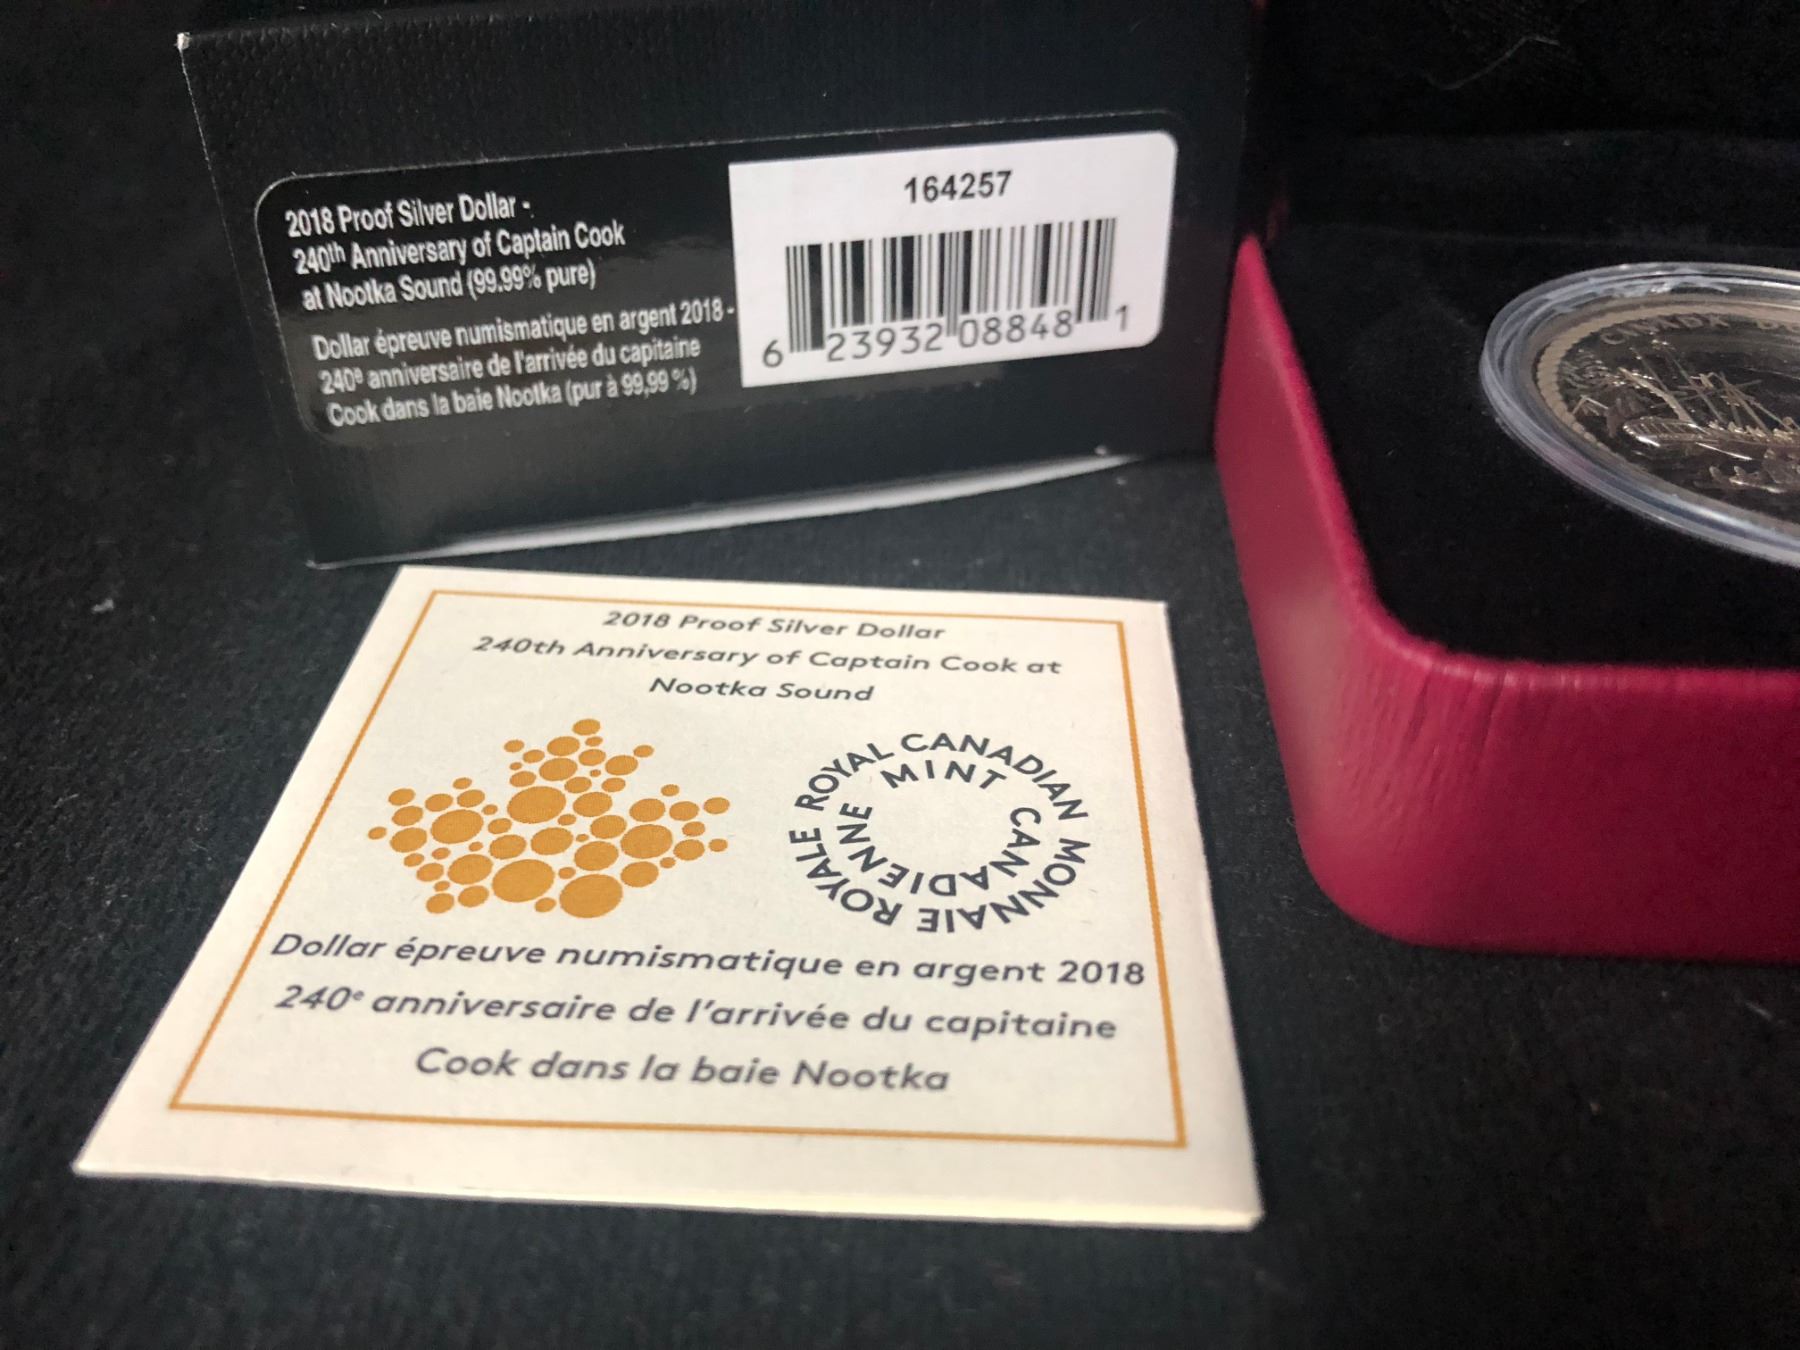 2018 Proof Silver Dollar -
240th Anniversary of Captain Cook
at Nootka Sound (99.99% pure)
Dollar épreuve numismatique en argent 2018 -
240e anniversaire de l'arrivée du capitaine
Cook dans la baie Nootka (pur à 99,99 %)
164257
6 23932 08848 1
2018 Proof Silver Dollar
240th Anniversary of Captain Cook at
Nootka Sound
ROYAL CANADIAN MINT
MONNAIE ROYALE CANADIENNE
Dollar épreuve numismatique en argent 2018
240e anniversaire de l'arrivée du capitaine
Cook dans la baie Nootka
CANADA